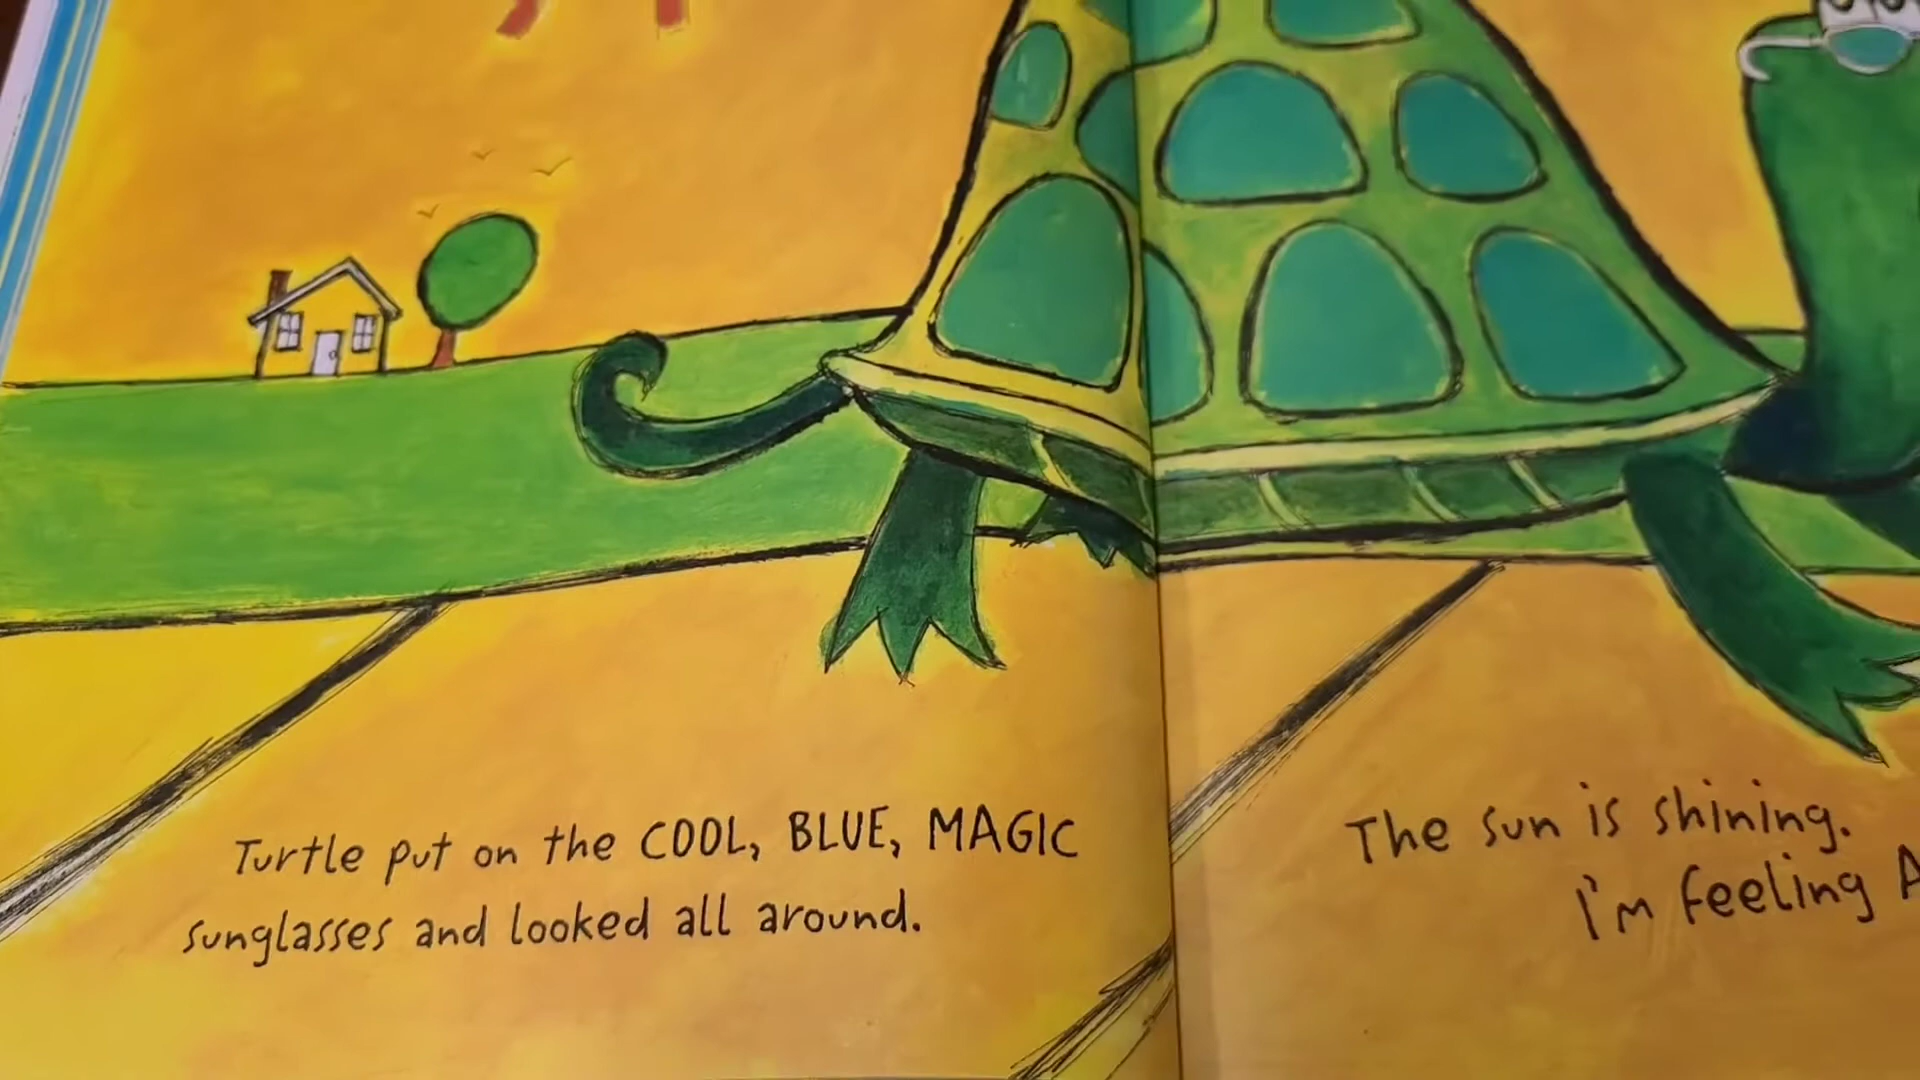 Turtle put on the COOL, BLUE, MAGIC
sunglasses and looked all around.
The sun is shining.
I'm feeling